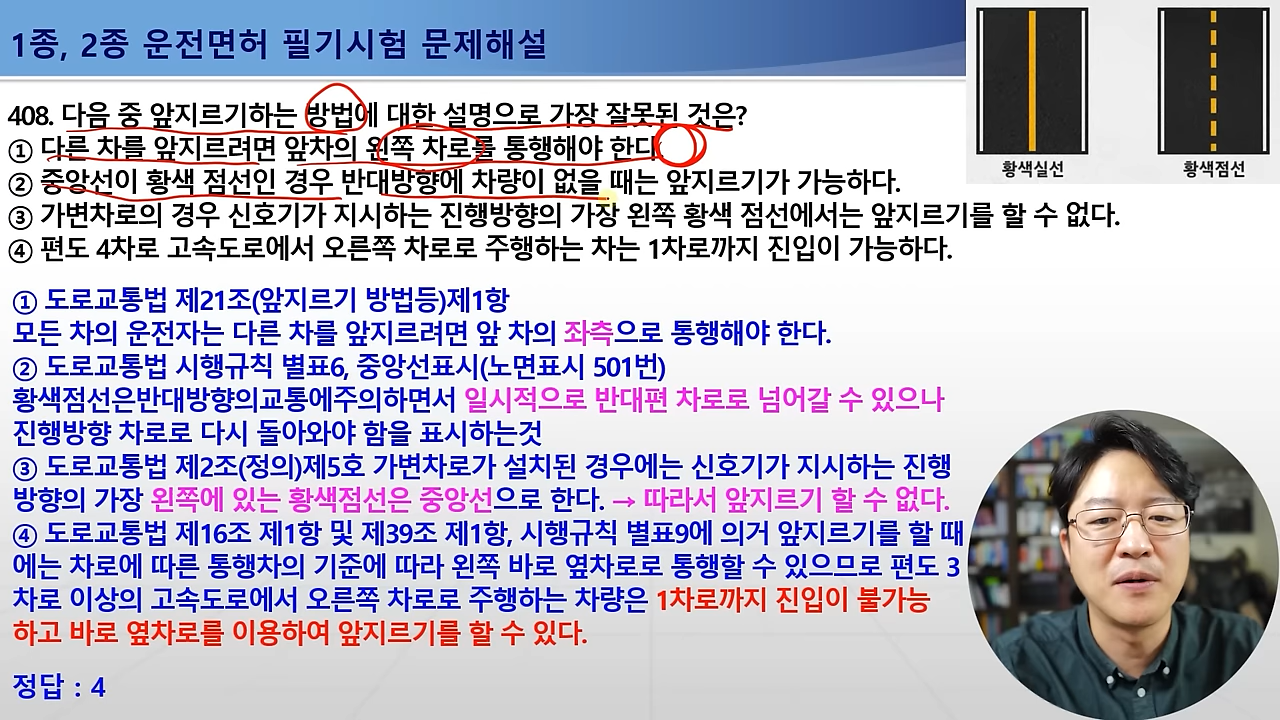 1종, 2종 운전면허 필기시험 문제해설
황색실선
황색점선
408. 다음 중 앞지르기하는 방법에 대한 설명으로 가장 잘못된 것은?
① 다른 차를 앞지르려면 앞차의 왼쪽 차로를 통행해야 한다.
② 중앙선이 황색 점선인 경우 반대방향에 차량이 없을 때는 앞지르기가 가능하다.
③ 가변차로의 경우 신호기가 지시하는 진행방향의 가장 왼쪽 황색 점선에서는 앞지르기를 할 수 없다.
④ 편도 4차로 고속도로에서 오른쪽 차로로 주행하는 차는 1차로까지 진입이 가능하다.
① 도로교통법 제21조(앞지르기 방법등)제1항
모든 차의 운전자는 다른 차를 앞지르려면 앞 차의 좌측으로 통행해야 한다.
② 도로교통법 시행규칙 별표6, 중앙선표시(노면표시 501번)
황색점선은반대방향의교통에주의하면서 일시적으로 반대편 차로로 넘어갈 수 있으나
진행방향 차로로 다시 돌아와야 함을 표시하는것
③ 도로교통법 제2조(정의)제5호 가변차로가 설치된 경우에는 신호기가 지시하는 진행
방향의 가장 왼쪽에 있는 황색점선은 중앙선으로 한다. → 따라서 앞지르기 할 수 없다.
④ 도로교통법 제16조 제1항 및 제39조 제1항, 시행규칙 별표9에 의거 앞지르기를 할 때
에는 차로에 따른 통행차의 기준에 따라 왼쪽 바로 옆차로로 통행할 수 있으므로 편도 3
차로 이상의 고속도로에서 오른쪽 차로로 주행하는 차량은 1차로까지 진입이 불가능
하고 바로 옆차로를 이용하여 앞지르기를 할 수 있다.
정답 : 4